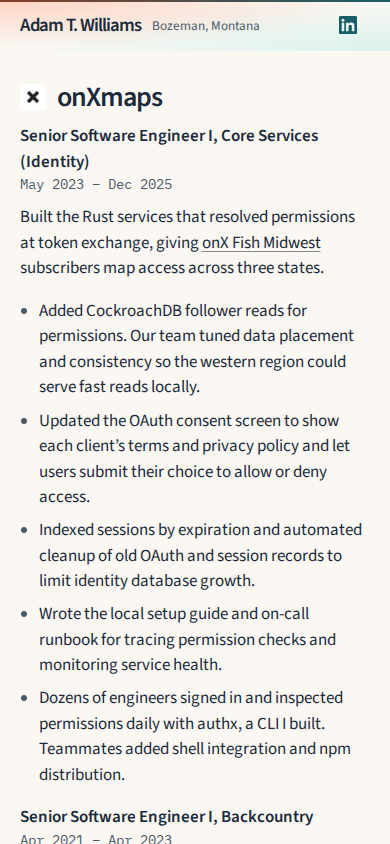 Adam T. Williams Bozeman, Montana in
onXmaps
Senior Software Engineer I, Core Services
(Identity)
May 2023 – Dec 2025
Built the Rust services that resolved permissions
at token exchange, giving onX Fish Midwest
subscribers map access across three states.
• Added CockroachDB follower reads for
permissions. Our team tuned data placement
and consistency so the western region could
serve fast reads locally.
• Updated the OAuth consent screen to show
each client’s terms and privacy policy and let
users submit their choice to allow or deny
access.
• Indexed sessions by expiration and automated
cleanup of old OAuth and session records to
limit identity database growth.
• Wrote the local setup guide and on-call
runbook for tracing permission checks and
monitoring service health.
• Dozens of engineers signed in and inspected
permissions daily with authx, a CLI I built.
Teammates added shell integration and npm
distribution.
Senior Software Engineer I, Backcountry
Apr 2021 – Apr 2023